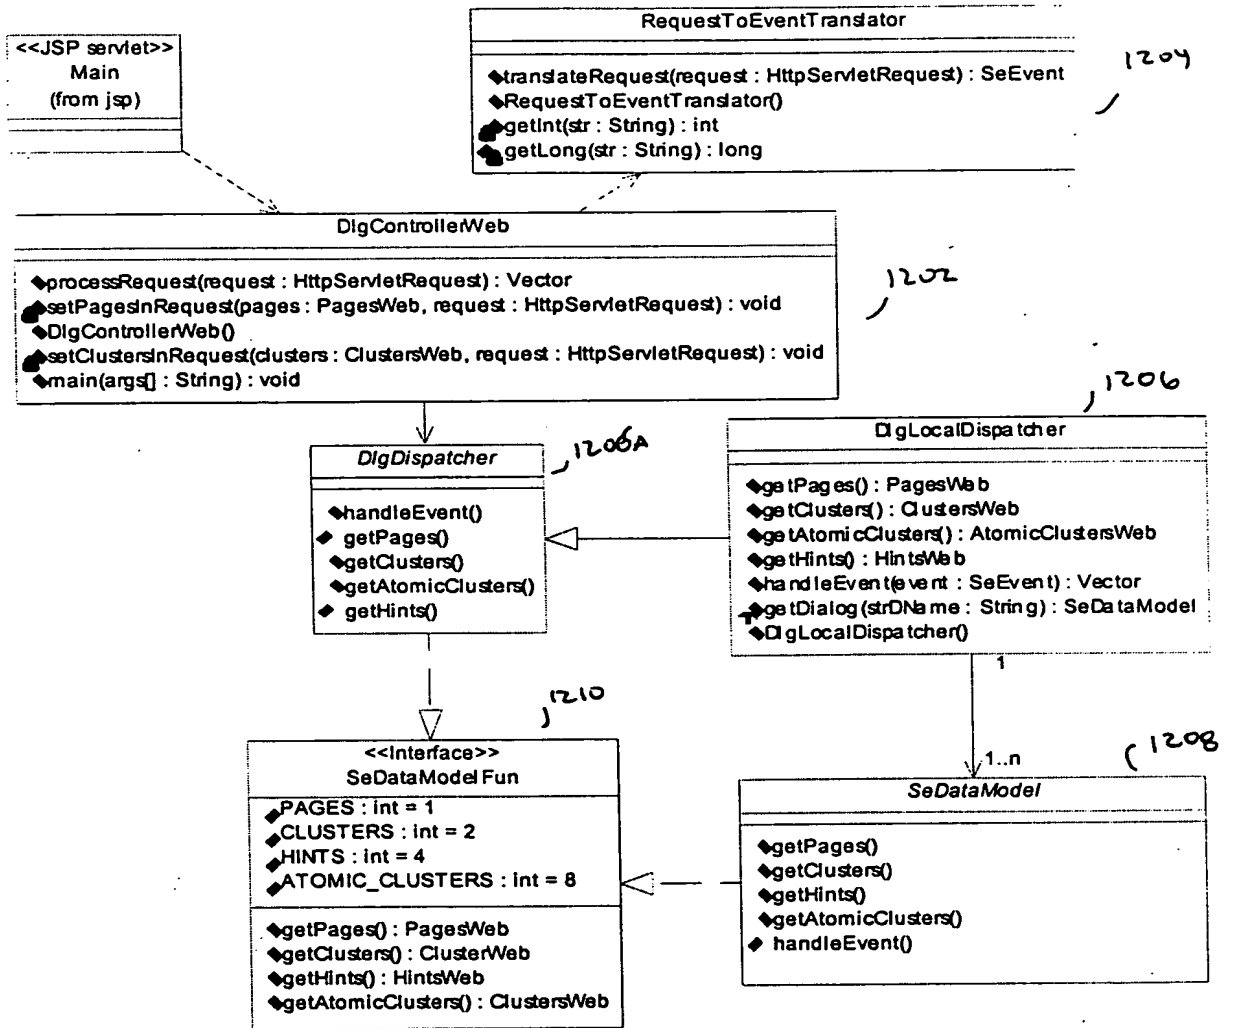 RequestToEventTranslator
translateRequest(request : HttpServletRequest) : SeEvent
RequestToEventTranslator()
getInt(str : String) : int
getLong(str : String) : long
1204
<<JSP servlet>>
Main
(from jsp)
DlgControllerWeb
processRequest(request : HttpServletRequest) : Vector
setPagesInRequest(pages : PagesWeb, request : HttpServletRequest) : void
DlgControllerWeb()
setClustersInRequest(clusters : ClustersWeb, request : HttpServletRequest) : void
main(args[] : String) : void
1202
DlgDispatcher
handleEvent()
getPages()
getClusters()
getAtomicClusters()
getHints()
1206A
1206
DlgLocalDispatcher
getPages() : PagesWeb
getClusters() : ClustersWeb
getAtomicClusters() : AtomicClustersWeb
getHints() : HintsWeb
handleEvent(event : SeEvent) : Vector
getDialog(strDName : String) : SeDataModel
DlgLocalDispatcher()
1
1..n
1210
<<Interface>>
SeDataModelFun
PAGES : int = 1
CLUSTERS : int = 2
HINTS : int = 4
ATOMIC_CLUSTERS : int = 8
getPages() : PagesWeb
getClusters() : ClusterWeb
getHints() : HintsWeb
getAtomicClusters() : ClustersWeb
1208
SeDataModel
getPages()
getClusters()
getHints()
getAtomicClusters()
handleEvent()